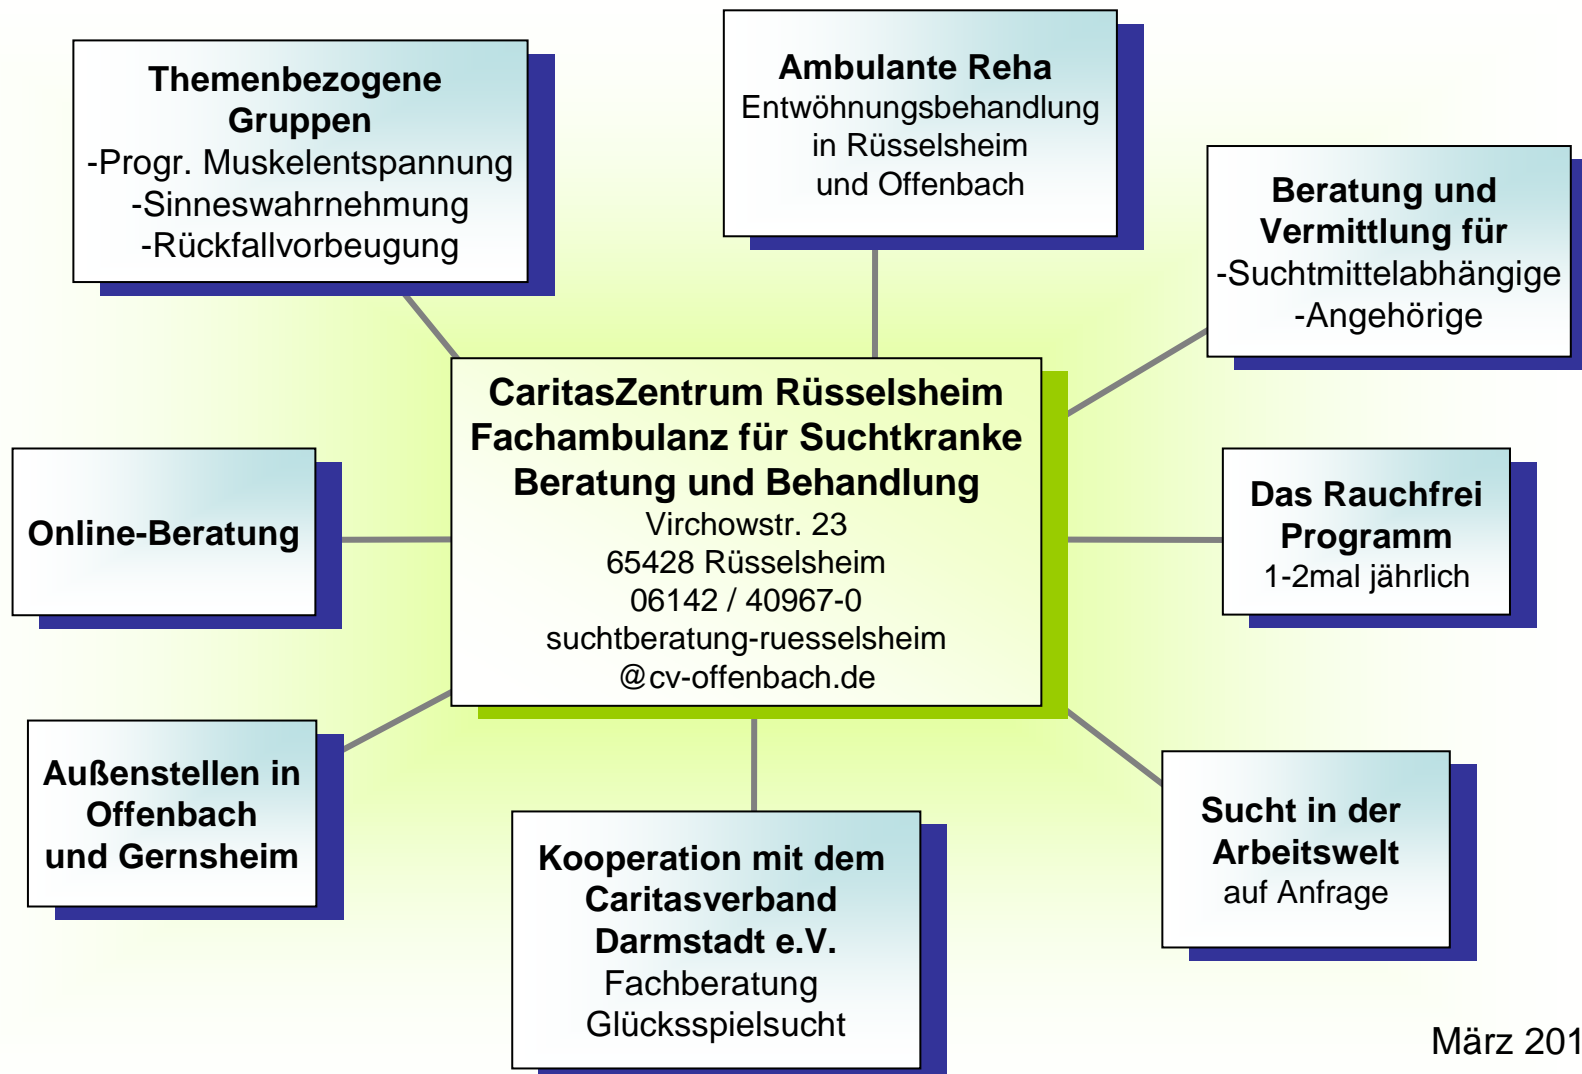 Themenbezogene
Gruppen
-Progr. Muskelentspannung
-Sinneswahrnehmung
-Rückfallvorbeugung
Ambulante Reha
Entwöhnungsbehandlung
in Rüsselsheim
und Offenbach
Beratung und
Vermittlung für
-Suchtmittelabhängige
-Angehörige
CaritasZentrum Rüsselsheim
Fachambulanz für Suchtkranke
Beratung und Behandlung
Virchowstr. 23
65428 Rüsselsheim
06142 / 40967-0
suchtberatung-ruesselsheim
@cv-offenbach.de
Online-Beratung
Das Rauchfrei
Programm
1-2mal jährlich
Außenstellen in
Offenbach
und Gernsheim
Kooperation mit dem
Caritasverband
Darmstadt e.V.
Fachberatung
Glücksspielsucht
Sucht in der
Arbeitswelt
auf Anfrage
März 201